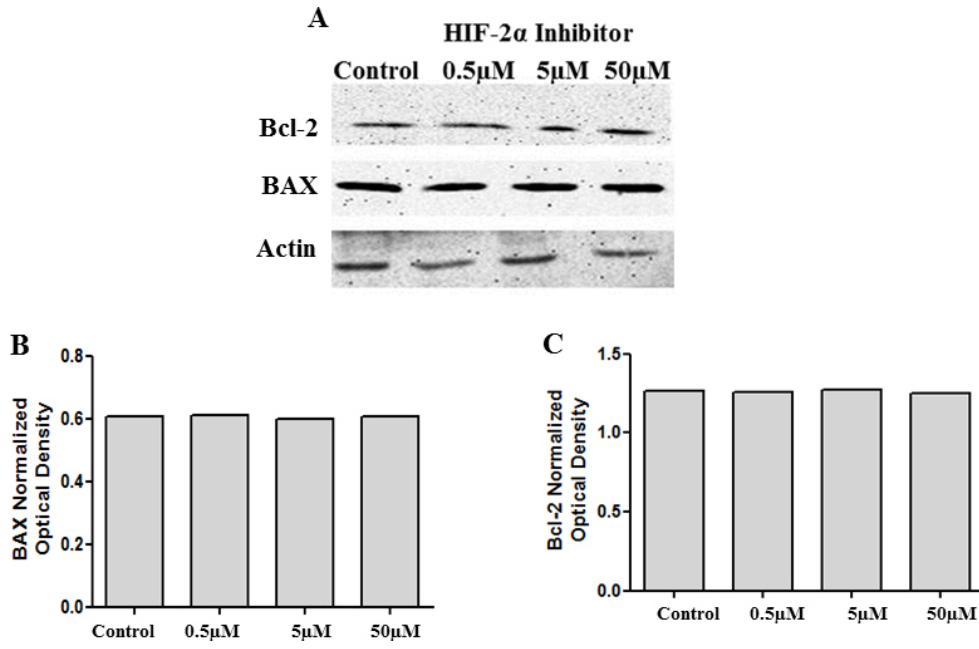 A
HIF-2α Inhibitor
Control 0.5µM 5µM 50µM
Bcl-2
BAX
Actin
B
BAX Normalized
Optical Density
0.8
0.6
0.4
0.2
0.0
Control 0.5µM 5µM 50µM
C
Bcl-2 Normalized
Optical Density
1.5
1.0
0.5
0.0
Control 0.5µM 5µM 50µM